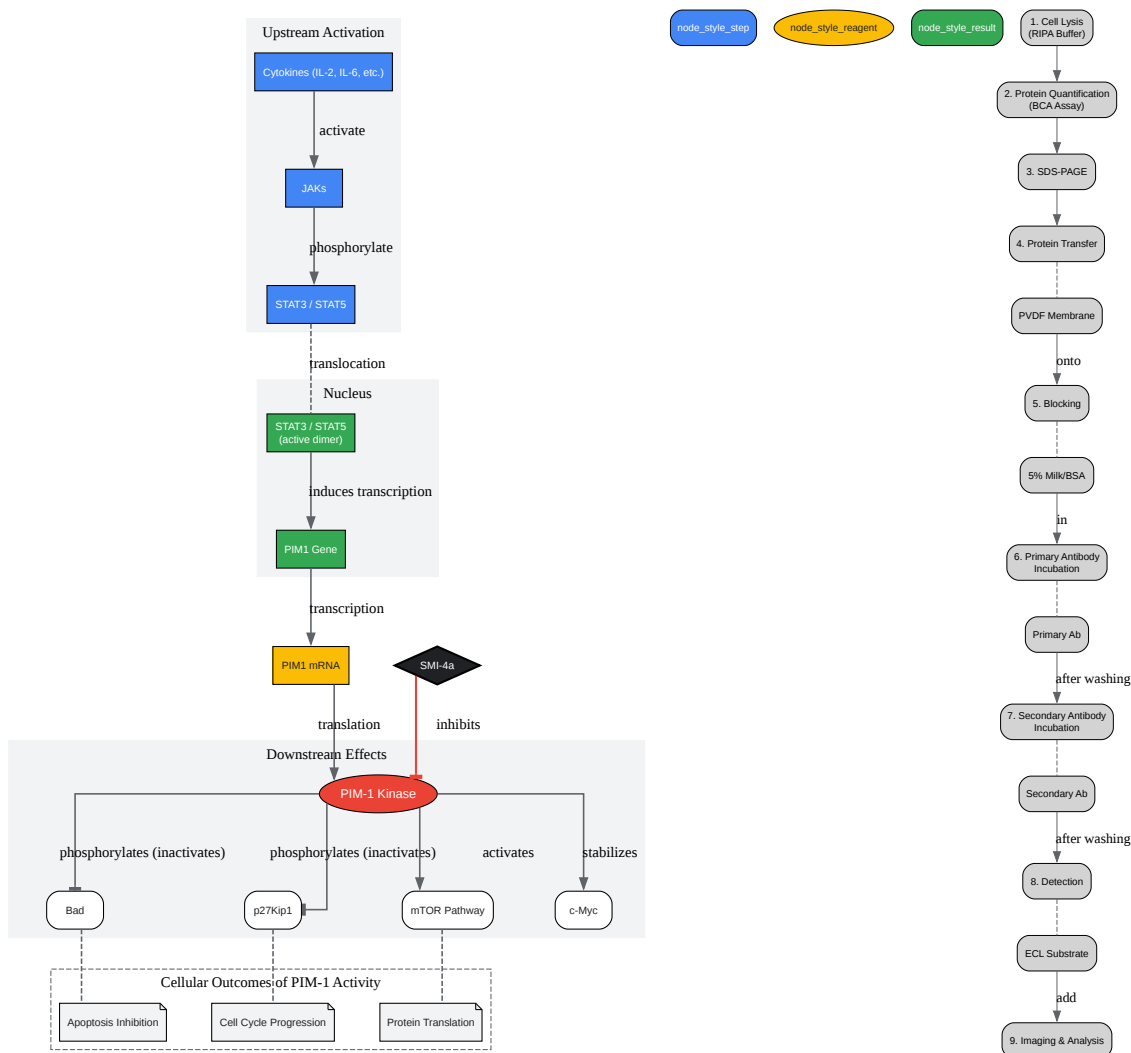 Upstream Activation
Cytokines (IL-2, IL-6, etc.)
activate
JAKs
phosphorylate
STAT3 / STAT5
translocation
Nucleus
STAT3 / STAT5
(active dimer)
induces transcription
PIM1 Gene
transcription
PIM1 mRNA
SMI-4a
translation
inhibits
Downstream Effects
PIM-1 Kinase
phosphorylates (inactivates)
phosphorylates (inactivates)
activates
stabilizes
Bad
p27Kip1
mTOR Pathway
c-Myc
Cellular Outcomes of PIM-1 Activity
Apoptosis Inhibition
Cell Cycle Progression
Protein Translation
node_style_step
node_style_reagent
node_style_result
1. Cell Lysis
(RIPA Buffer)
2. Protein Quantification
(BCA Assay)
3. SDS-PAGE
4. Protein Transfer
PVDF Membrane
onto
5. Blocking
5% Milk/BSA
in
6. Primary Antibody
Incubation
Primary Ab
after washing
7. Secondary Antibody
Incubation
Secondary Ab
after washing
8. Detection
ECL Substrate
add
9. Imaging & Analysis